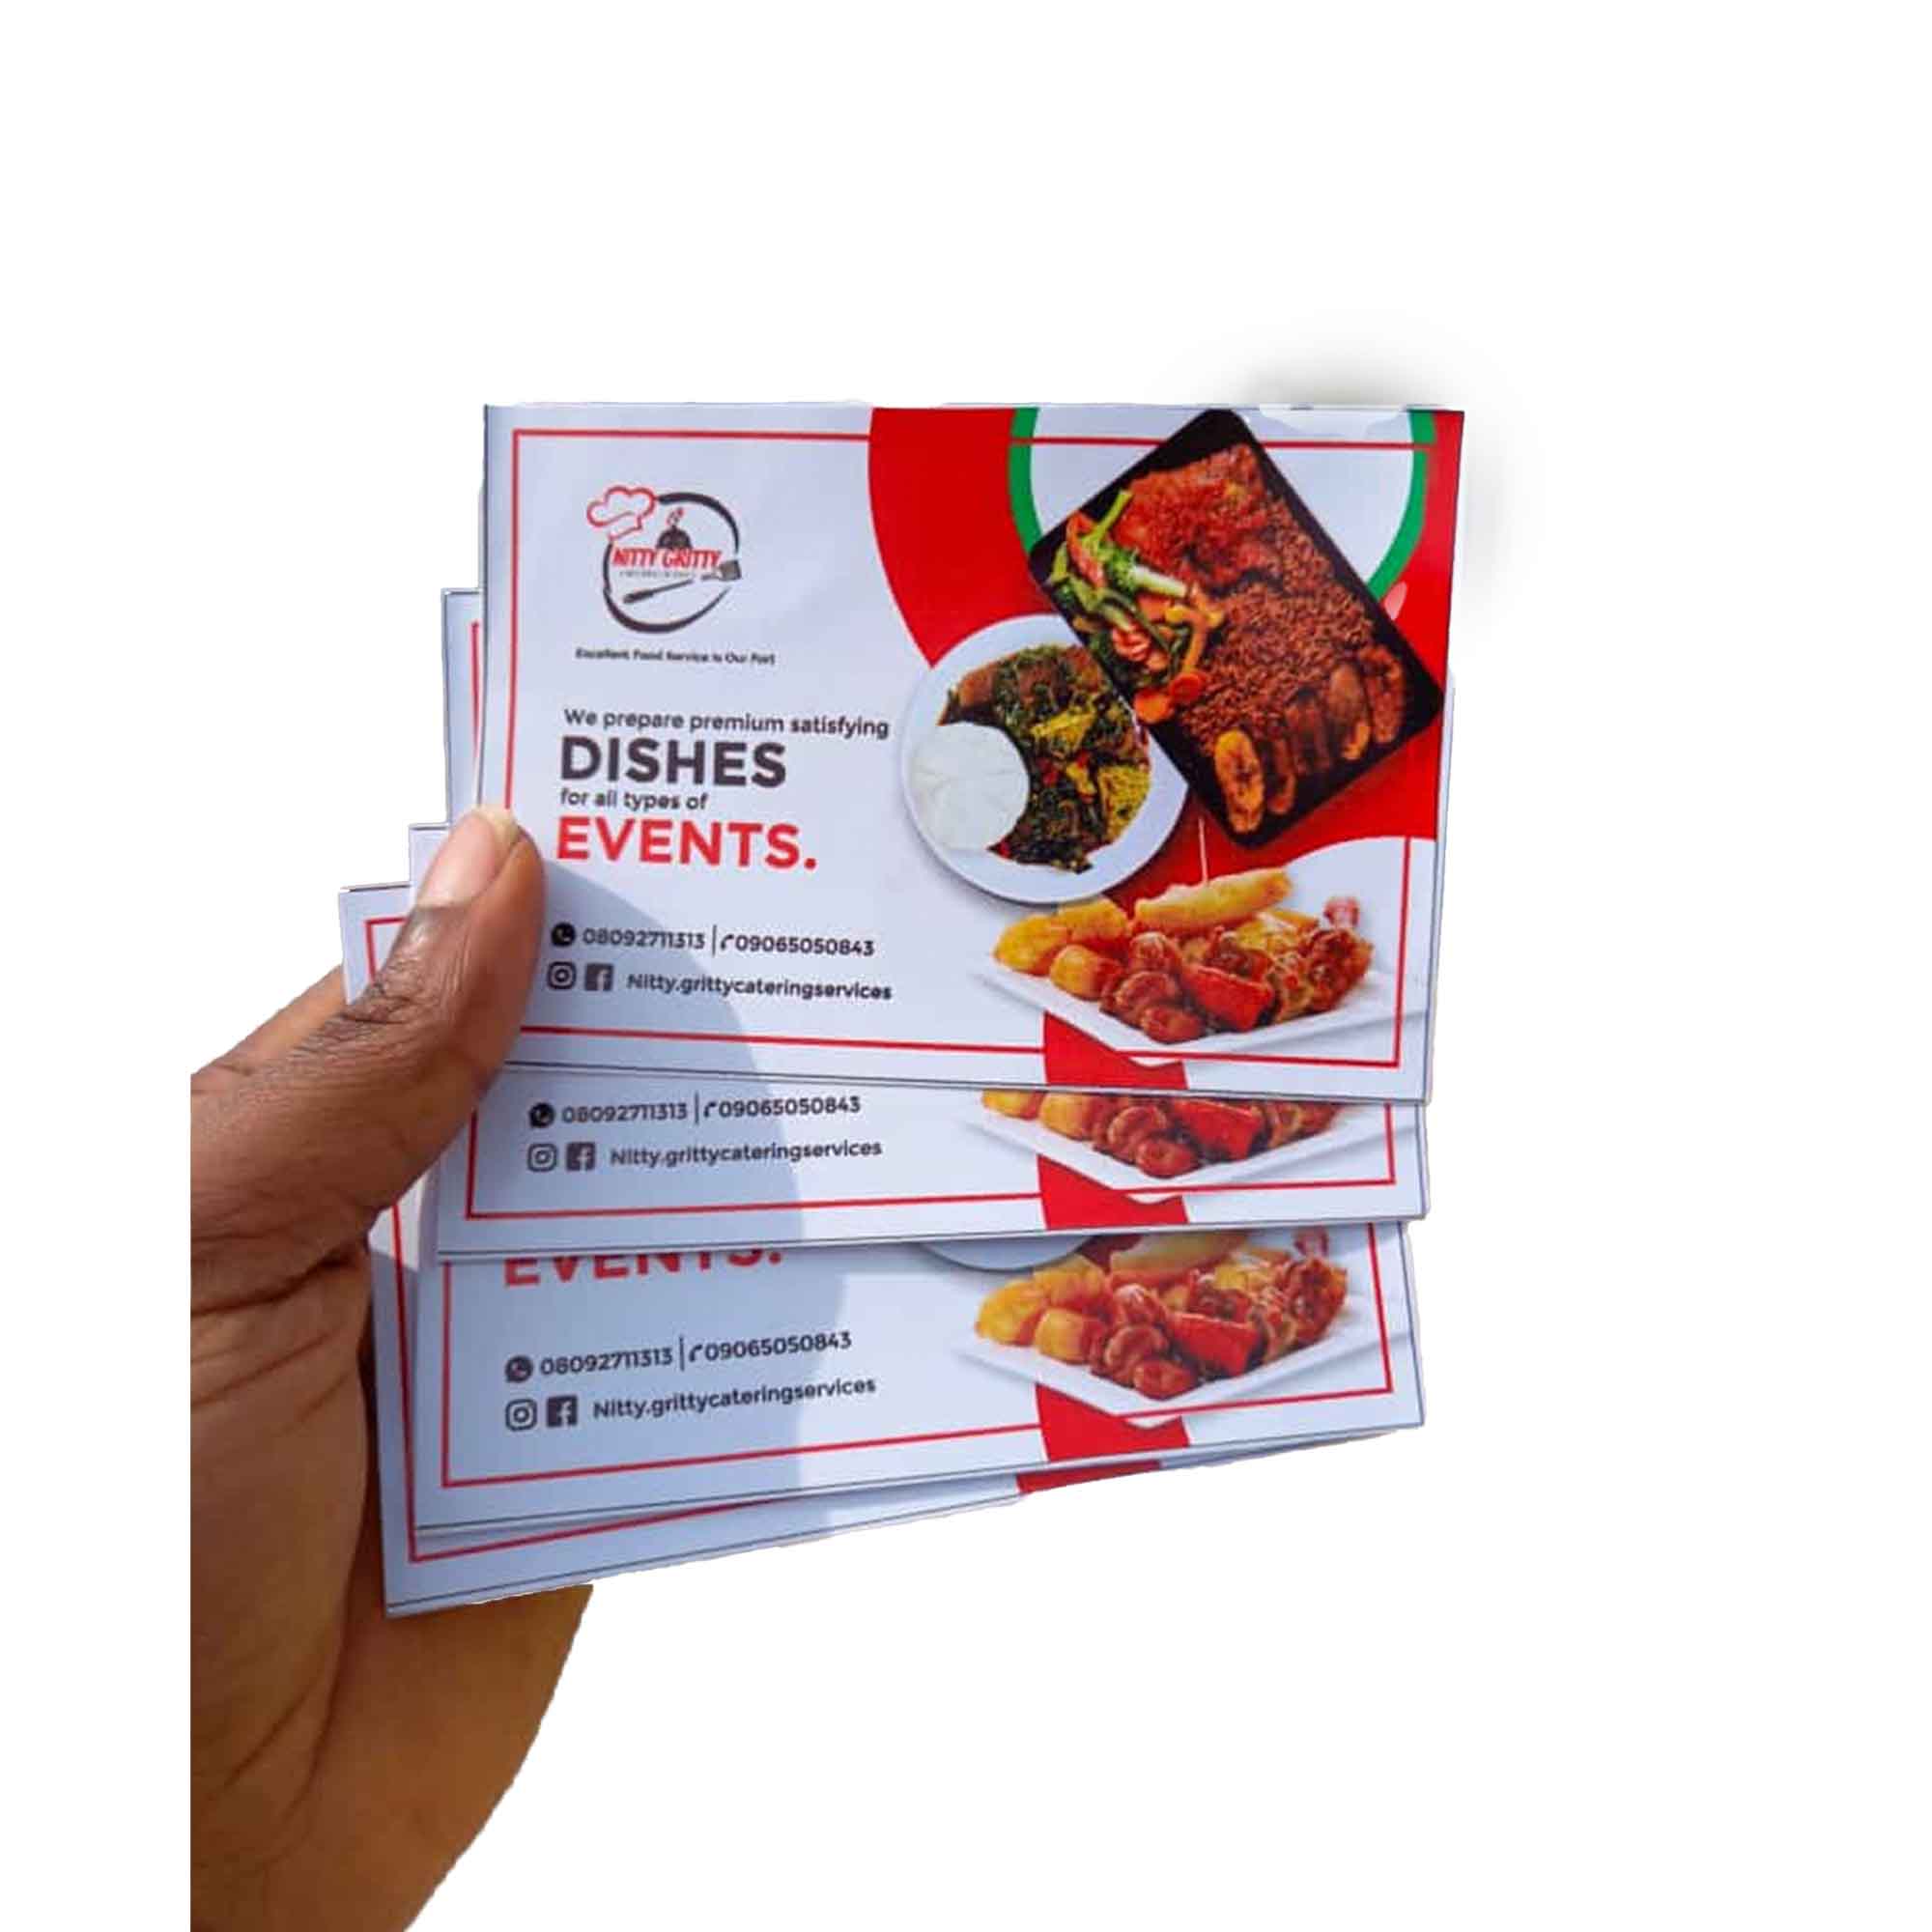 NITTY GRITTY
Excellent Food Service Is Our Fort
We prepare premium satisfying
DISHES
for all types of
EVENTS.
08092711313 | 09065050843
Nitty.grittycateringservices
08092711313 | 09065050843
Nitty.grittycateringservices
EVENTS.
08092711313 | 09065050843
Nitty.grittycateringservices